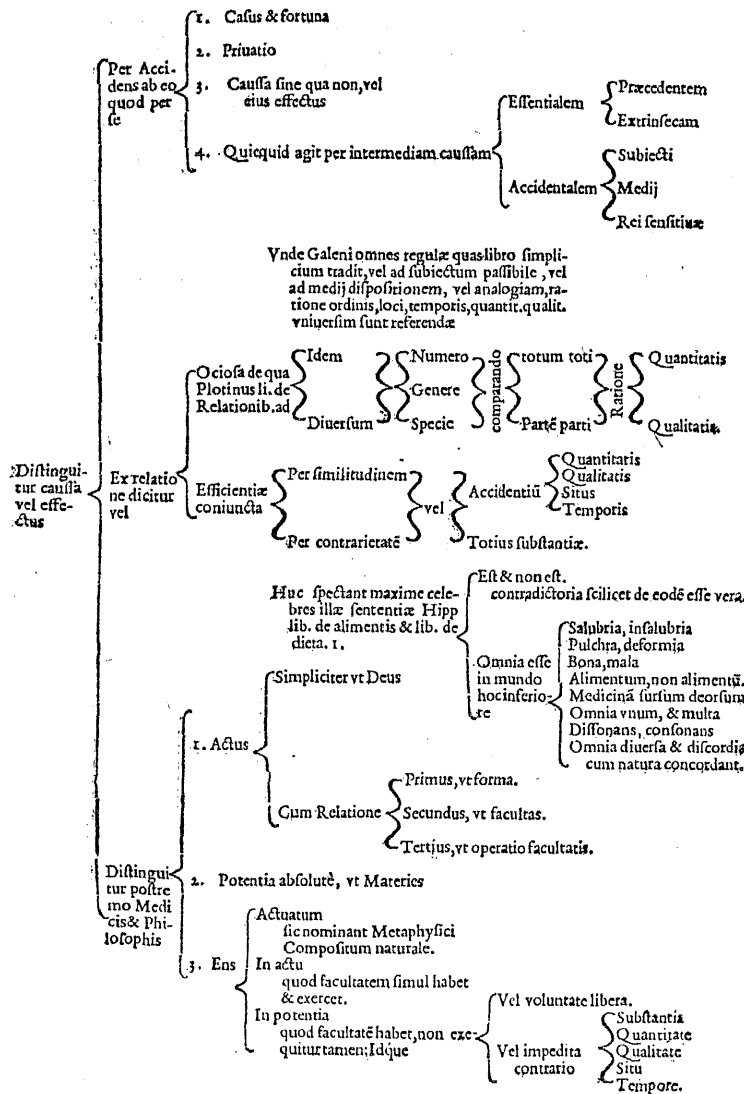 1. Caſus & fortuna
2. Priuatio
Per Acci-
dens ab eo
quod per
ſe
3. Cauſſa ſine qua non, vel
eius effectus
4. Quicquid agit per intermediam cauſſam
Eſſentialem
Præcedentem
Extrinſecam
Accidentalem
Subiecti
Medij
Rei ſenſitiuæ
Vnde Galeni omnes regulæ quas libro ſimpli-
cium tradit, vel ad ſubiectum paſſibile, vel
ad medij diſpoſitionem, vel analogiam, ra-
tione ordinis, loci, temporis, quantit. qualit.
vniuerſim ſunt referendæ
Diſtingui-
tur cauſſa
vel effe-
ctus
Ex relatio
ne dicitur
vel
Ocioſa de qua
Plotinus li. de
Relationib. ad
Idem
Diuerſum
Numero
Genere
Specie
comparando
totum toti
Partē parti
Ratione
Quantitatis
Qualitatis
Efficientiæ
coniuncta
Per ſimilitudinem
Per contrarietatē
vel
Accidentiū
Quantitatis
Qualitatis
Situs
Temporis
Totius ſubſtantiæ.
Huc ſpectant maxime cele-
bres illæ ſententiæ Hipp
lib. de alimentis & lib. de
dieta. 1.
Eſt & non eſt.
contradictoria ſcilicet de eodē eſſe vera.
Omnia eſſe
in mundo
hoc inferio-
re
Salubria, inſalubria
Pulchra, deformia
Bona, mala
Alimentum, non alimentū.
Medicinā ſurſum deorſum
Omnia vnum, & multa
Diſſonans, conſonans
Omnia diuerſa & diſcordia
cum natura concordant.
Diſtingui-
tur poſtre
mo Medi
cis & Phi-
loſophis
1. Actus
Simpliciter vt Deus
Cum Relatione
Primus, vt forma.
Secundus, vt facultas.
Tertius, vt operatio facultatis.
2. Potentia abſolutè, vt Materies
3. Ens
Actuatum
ſic nominant Metaphyſici
Compoſitum naturale.
In actu
quod facultatem ſimul habet
& exercet.
In potentia
quod facultatē habet, non exe-
quitur tamen; Idque
Vel voluntate libera.
Vel impedita
contrario
Subſtantia
Quantitate
Qualitate
Situ
Tempore.